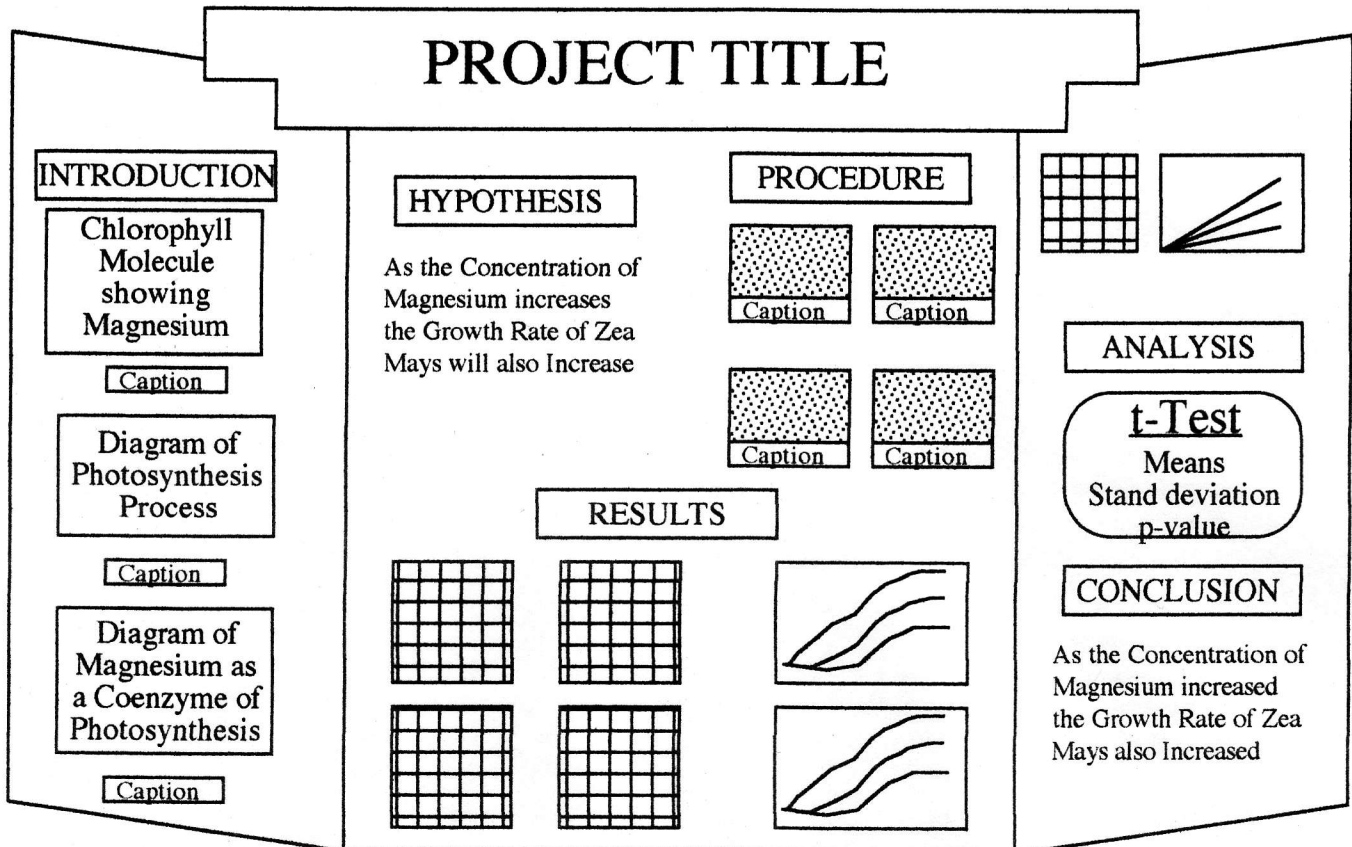 PROJECT TITLE
INTRODUCTION
Chlorophyll
Molecule
showing
Magnesium
Caption
Diagram of
Photosynthesis
Process
Caption
Diagram of
Magnesium as
a Coenzyme of
Photosynthesis
Caption
HYPOTHESIS
As the Concentration of
Magnesium increases
the Growth Rate of Zea
Mays will also Increase
PROCEDURE
Caption
Caption
Caption
Caption
RESULTS
ANALYSIS
t-Test
Means
Stand deviation
p-value
CONCLUSION
As the Concentration of
Magnesium increased
the Growth Rate of Zea
Mays also Increased